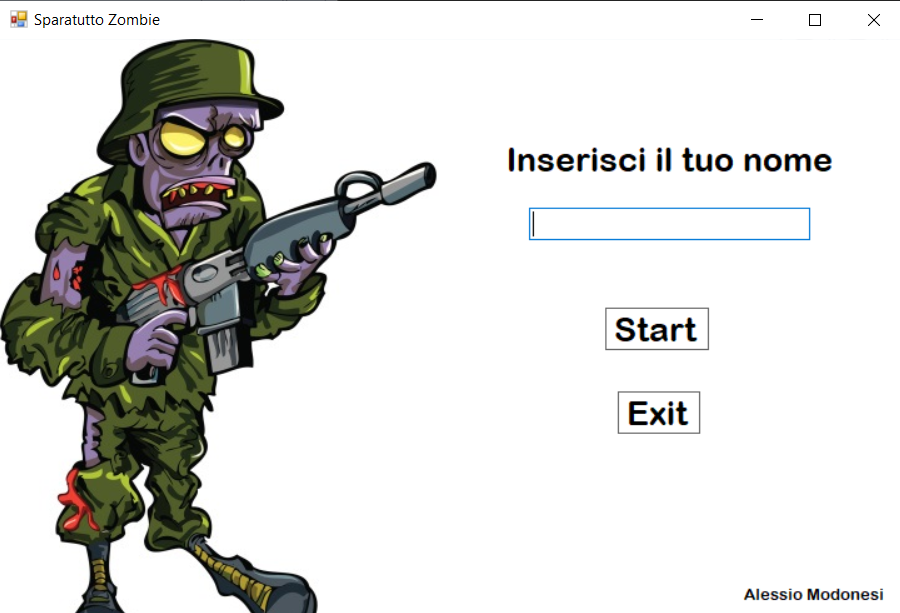 Sparatutto Zombie
Inserisci il tuo nome
Start
Exit
Alessio Modonesi